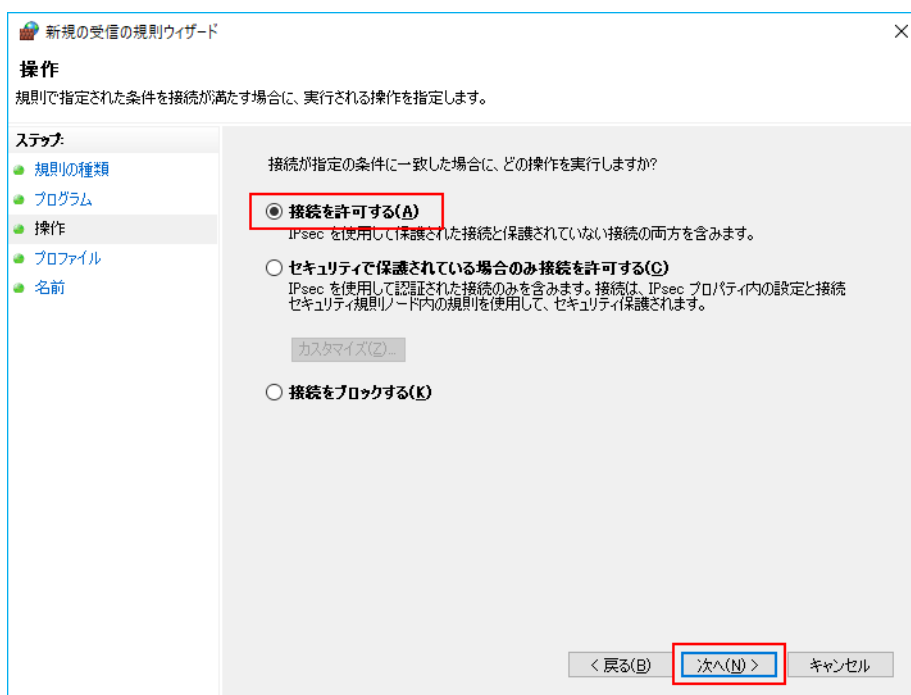 新規の受信の規則ウィザード
操作
規則で指定された条件を接続が満たす場合に、実行される操作を指定します。
ステップ:
規則の種類
プログラム
操作
プロファイル
名前
接続が指定の条件に一致した場合に、どの操作を実行しますか?
接続を許可する(A)
IPsec を使用して保護された接続と保護されていない接続の両方を含みます。
セキュリティで保護されている場合のみ接続を許可する(C)
IPsec を使用して認証された接続のみを含みます。接続は、IPsec プロパティ内の設定と接続
セキュリティ規則ノード内の規則を使用して、セキュリティ保護されます。
カスタマイズ(Z)...
接続をブロックする(K)
< 戻る(B)
次へ(N) >
キャンセル